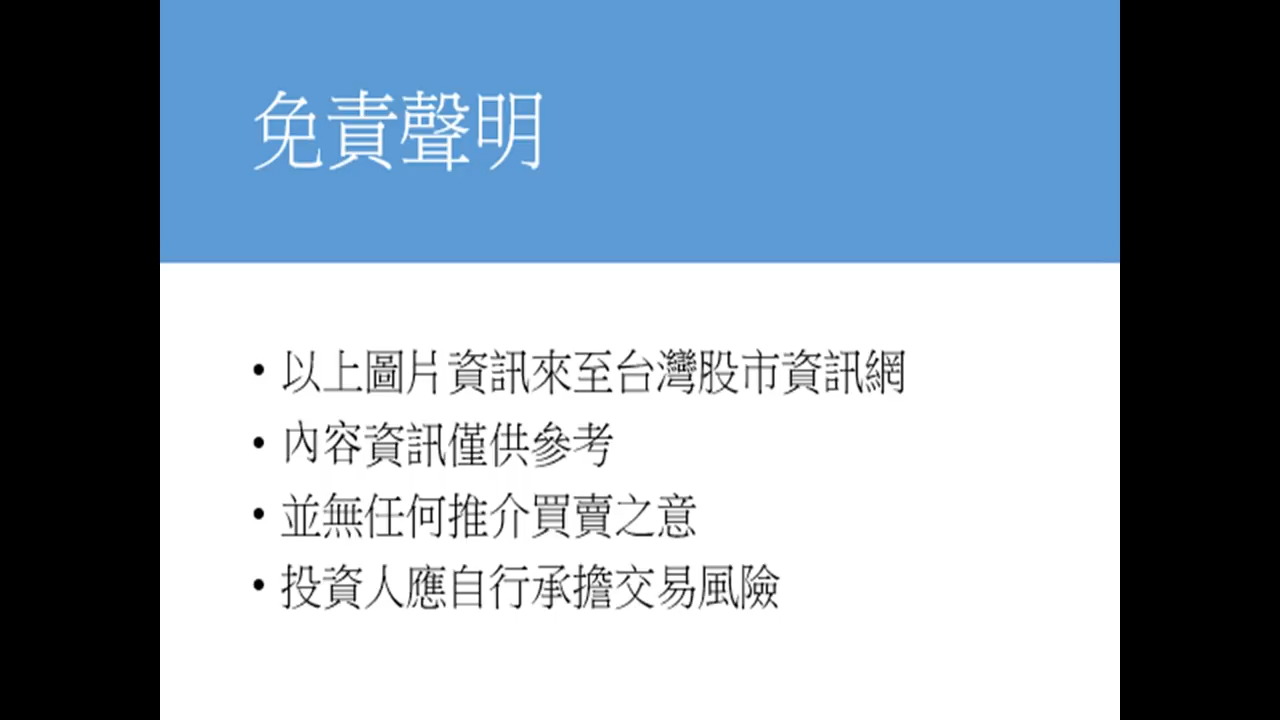 免責聲明
• 以上圖片資訊來至台灣股市資訊網
• 內容資訊僅供參考
• 並無任何推介買賣之意
• 投資人應自行承擔交易風險